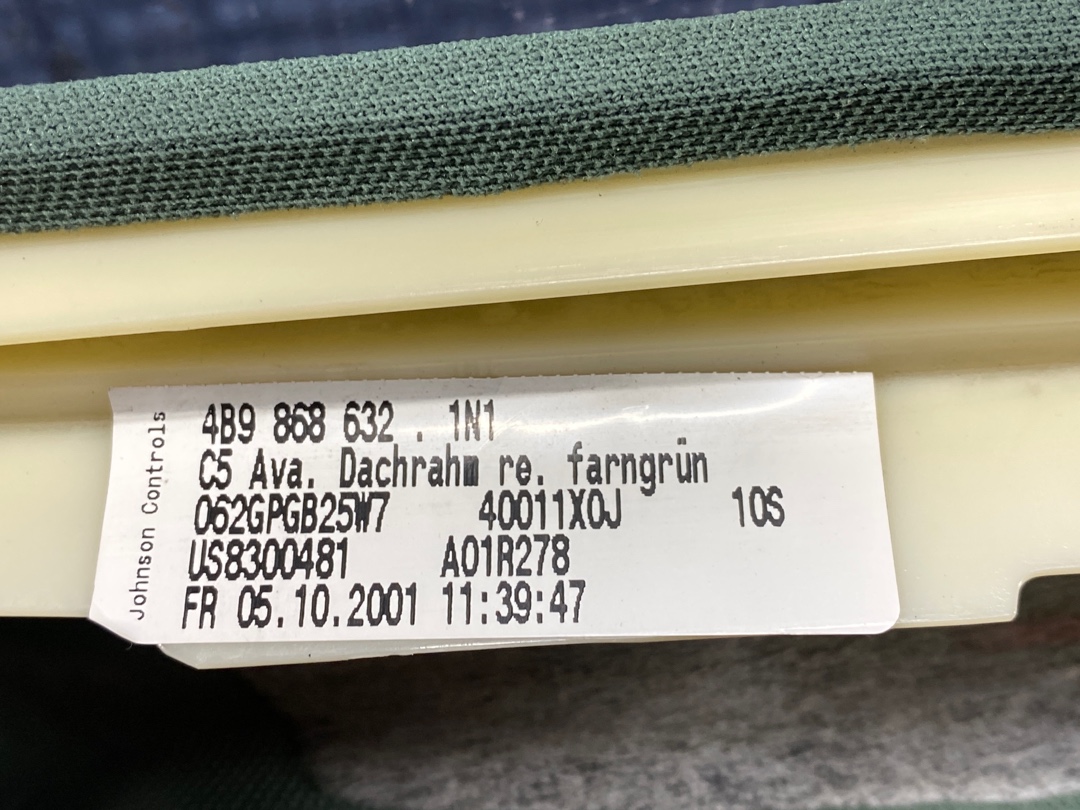 Johnson Controls
4B9 868 632 . 1N1
C5 Ava. Dachrahm re. farngrün
062GPGB25W7 40011X0J 10S
US8300481 A01R278
FR 05.10.2001 11:39:47